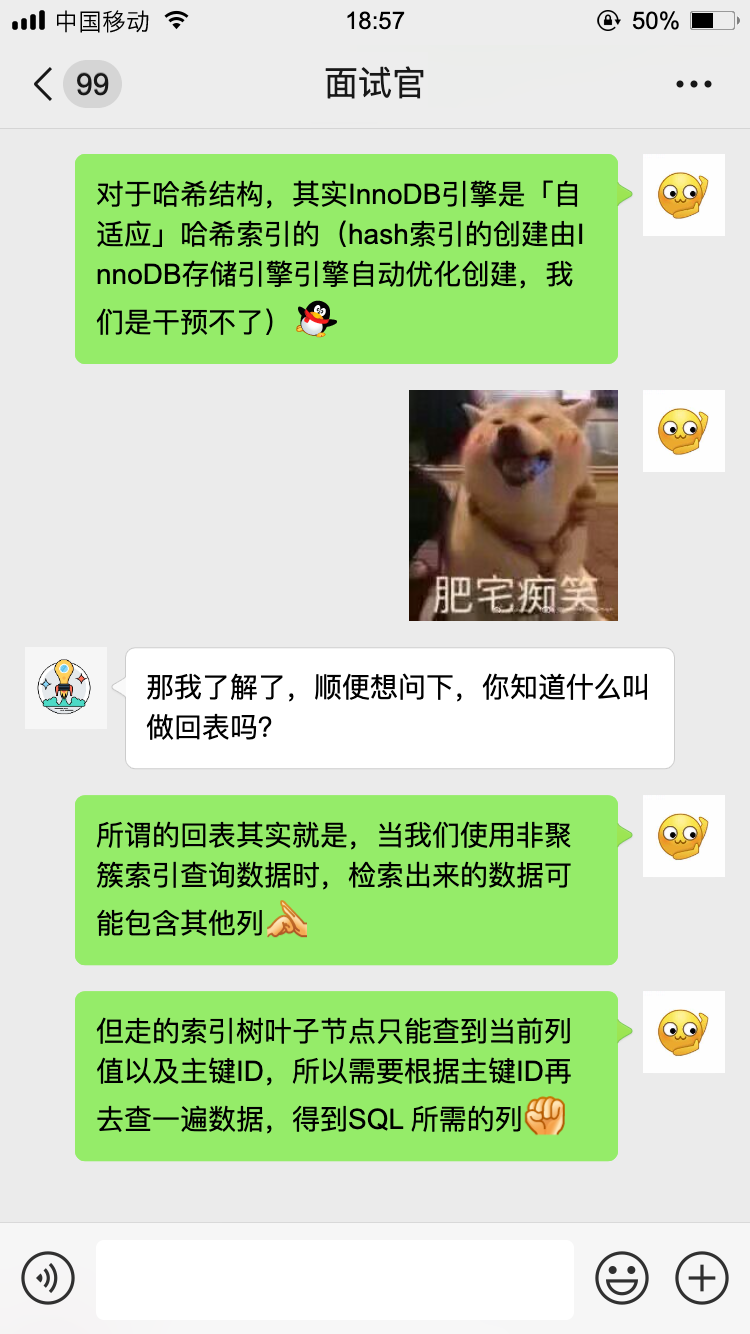 中国移动
18:57
50%
99
面试官
对于哈希结构，其实InnoDB引擎是「自
适应」哈希索引的（hash索引的创建由I
nnoDB存储引擎引擎自动优化创建，我
们是干预不了）
肥宅痴笑
那我了解了，顺便想问下，你知道什么叫
做回表吗？
所谓的回表其实就是，当我们使用非聚
簇索引查询数据时，检索出来的数据可
能包含其他列
但走的索引树叶子节点只能查到当前列
值以及主键ID，所以需要根据主键ID再
去查一遍数据，得到SQL 所需的列